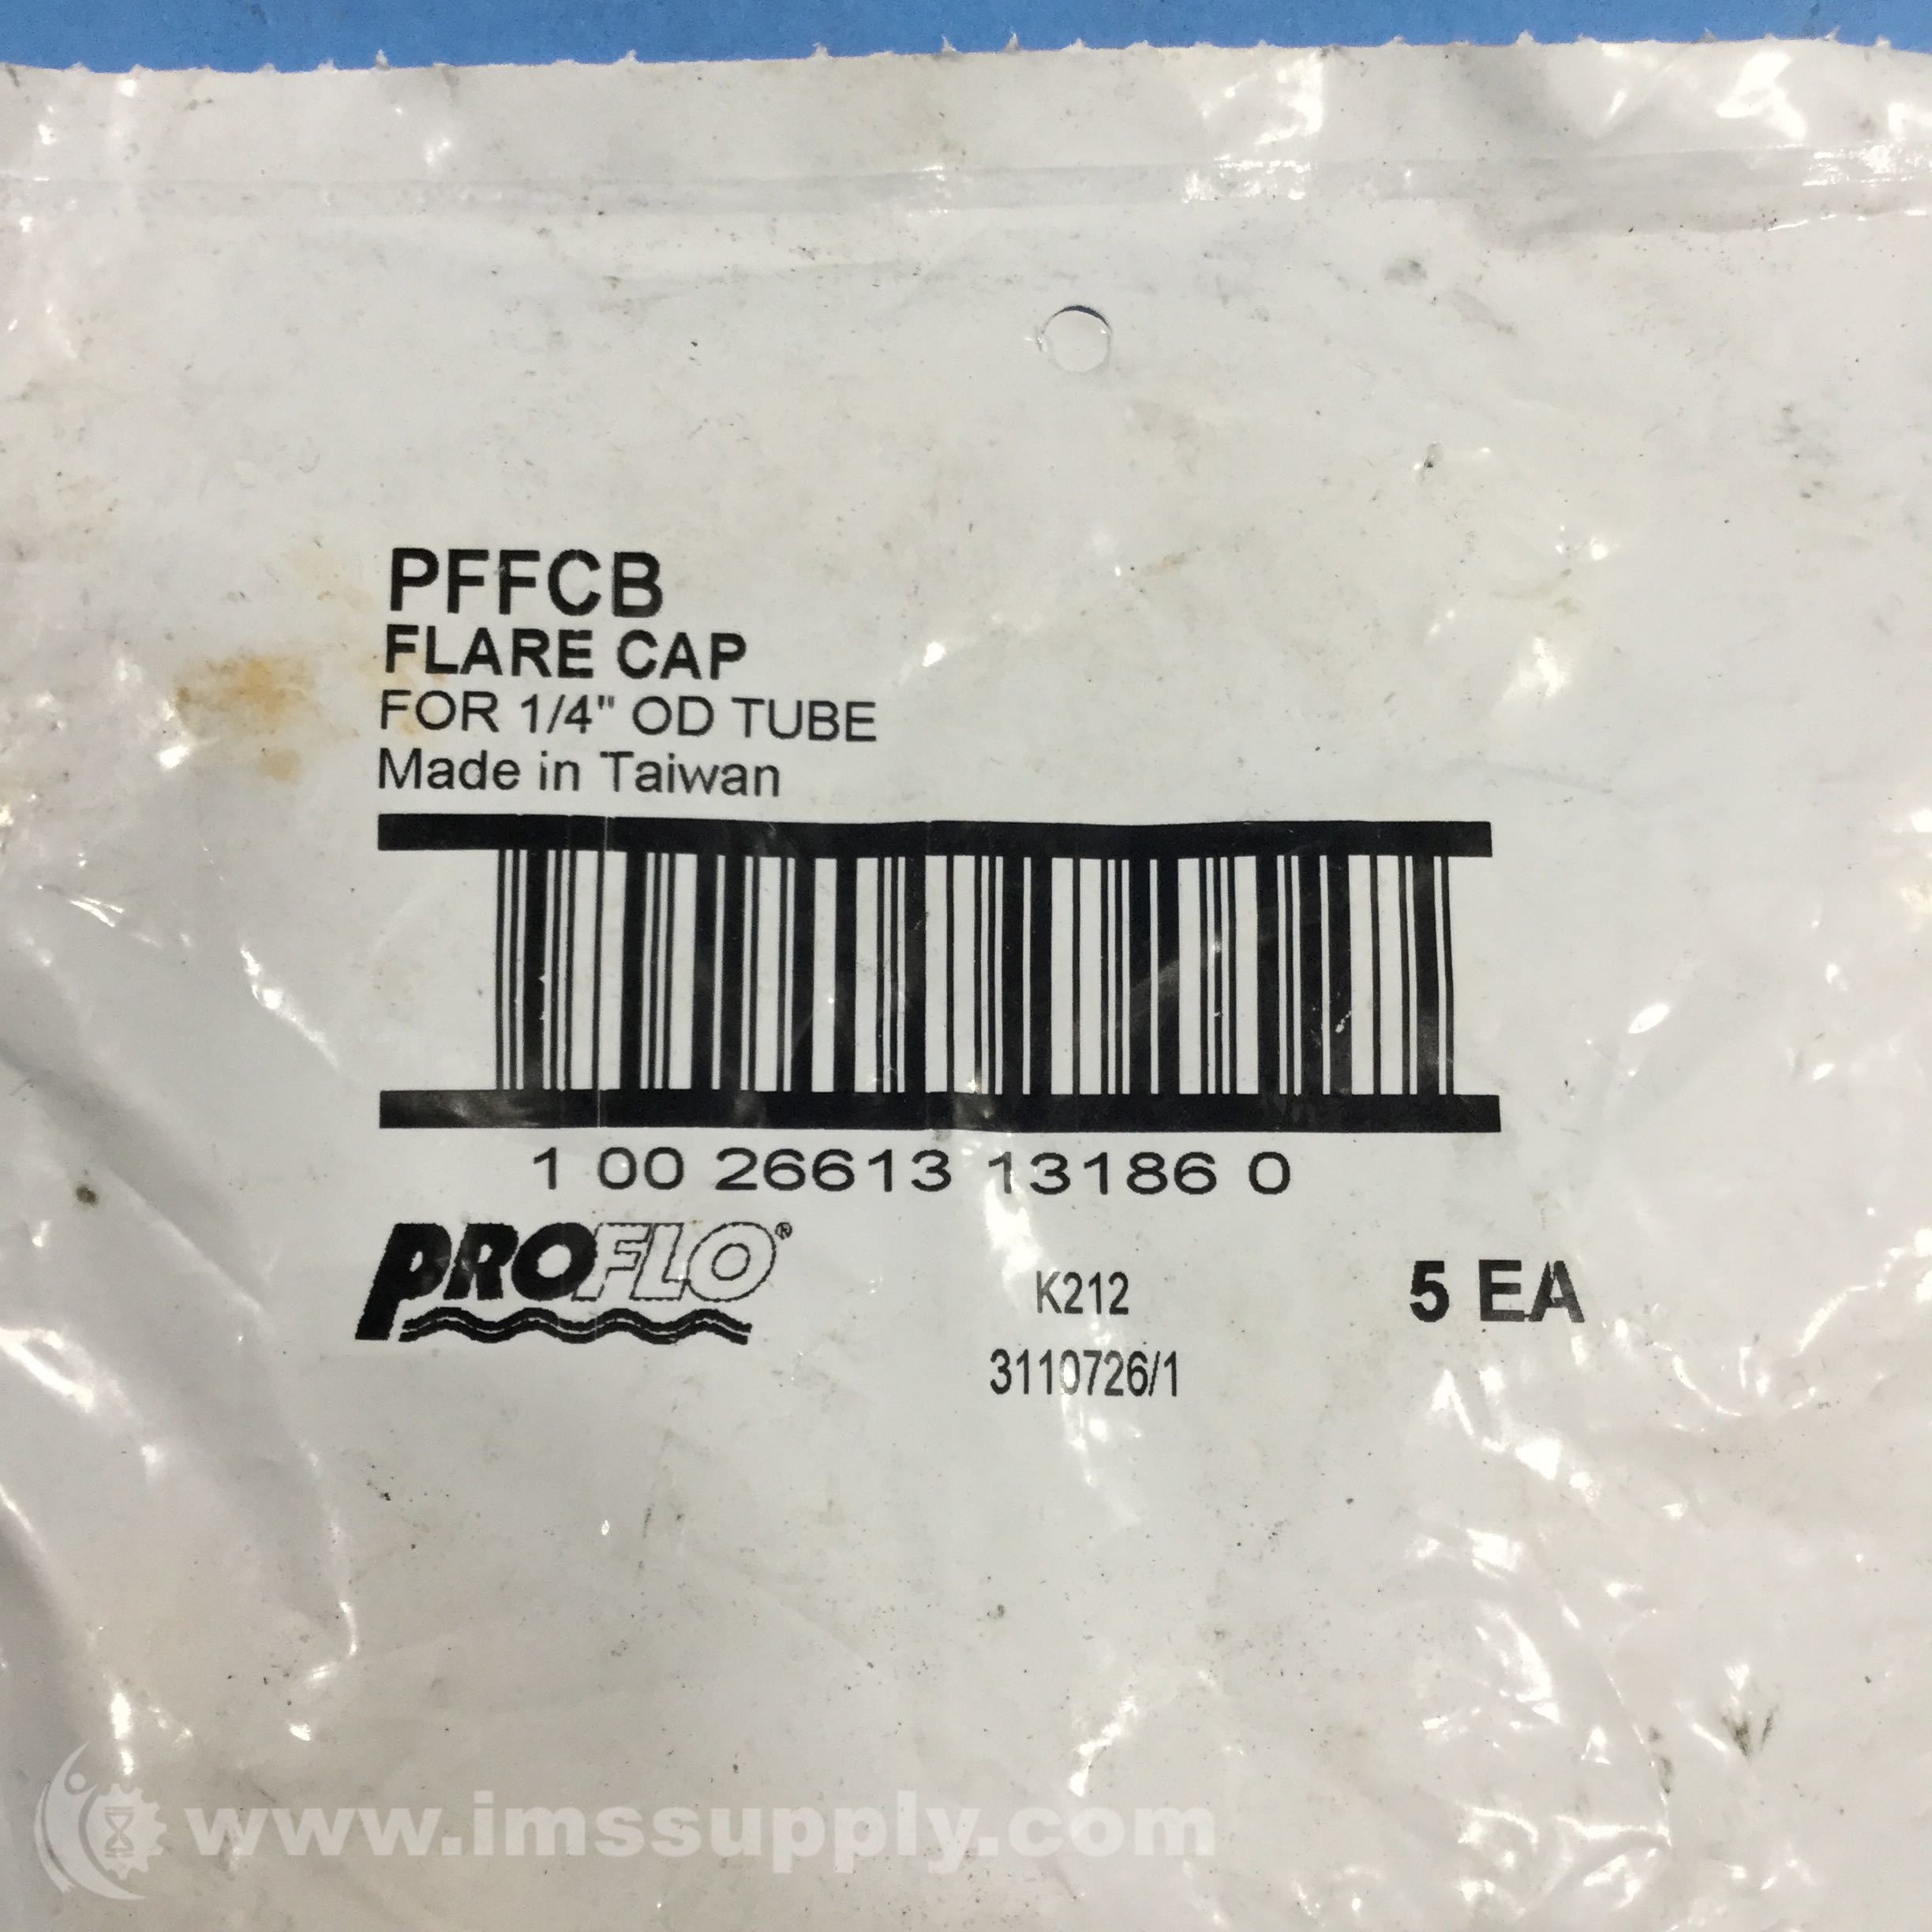 PFFCB
FLARE CAP
FOR 1/4" OD TUBE
Made in Taiwan
1 00 26613 13186 0
PROFLO®
K212
5 EA
3110726/1
www.imssupply.com